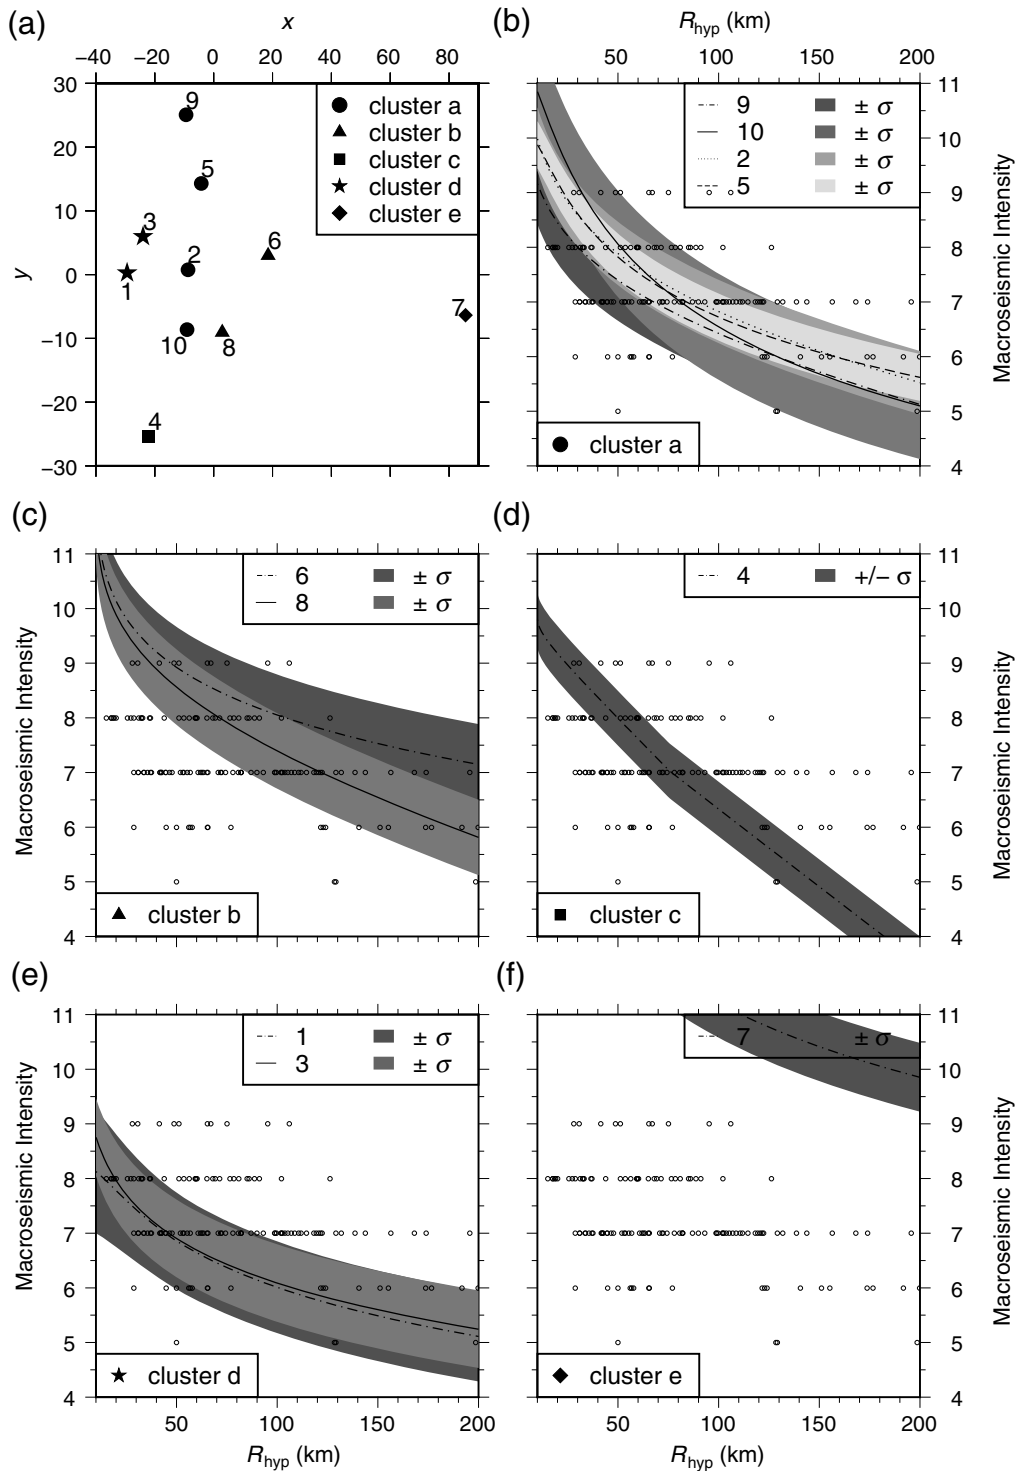 (a)
x
−40 −20 0 20 40 60 80
30
20
10
0
−10
−20
−30
y
cluster a
cluster b
cluster c
cluster d
cluster e
9
5
3
2
6
1
7
10
8
4
(b)
Rhyp (km)
50 100 150 200
11
10
9
8
7
6
5
4
Macroseismic Intensity
9 ± σ
10 ± σ
2 ± σ
5 ± σ
cluster a
(c)
11
10
9
8
7
6
5
4
Macroseismic Intensity
6 ± σ
8 ± σ
cluster b
(d)
4 +/− σ
11
10
9
8
7
6
5
4
Macroseismic Intensity
cluster c
(e)
11
10
9
8
7
6
5
4
Macroseismic Intensity
1 ± σ
3 ± σ
cluster d
50 100 150 200
Rhyp (km)
(f)
7 ± σ
11
10
9
8
7
6
5
4
Macroseismic Intensity
cluster e
50 100 150 200
Rhyp (km)